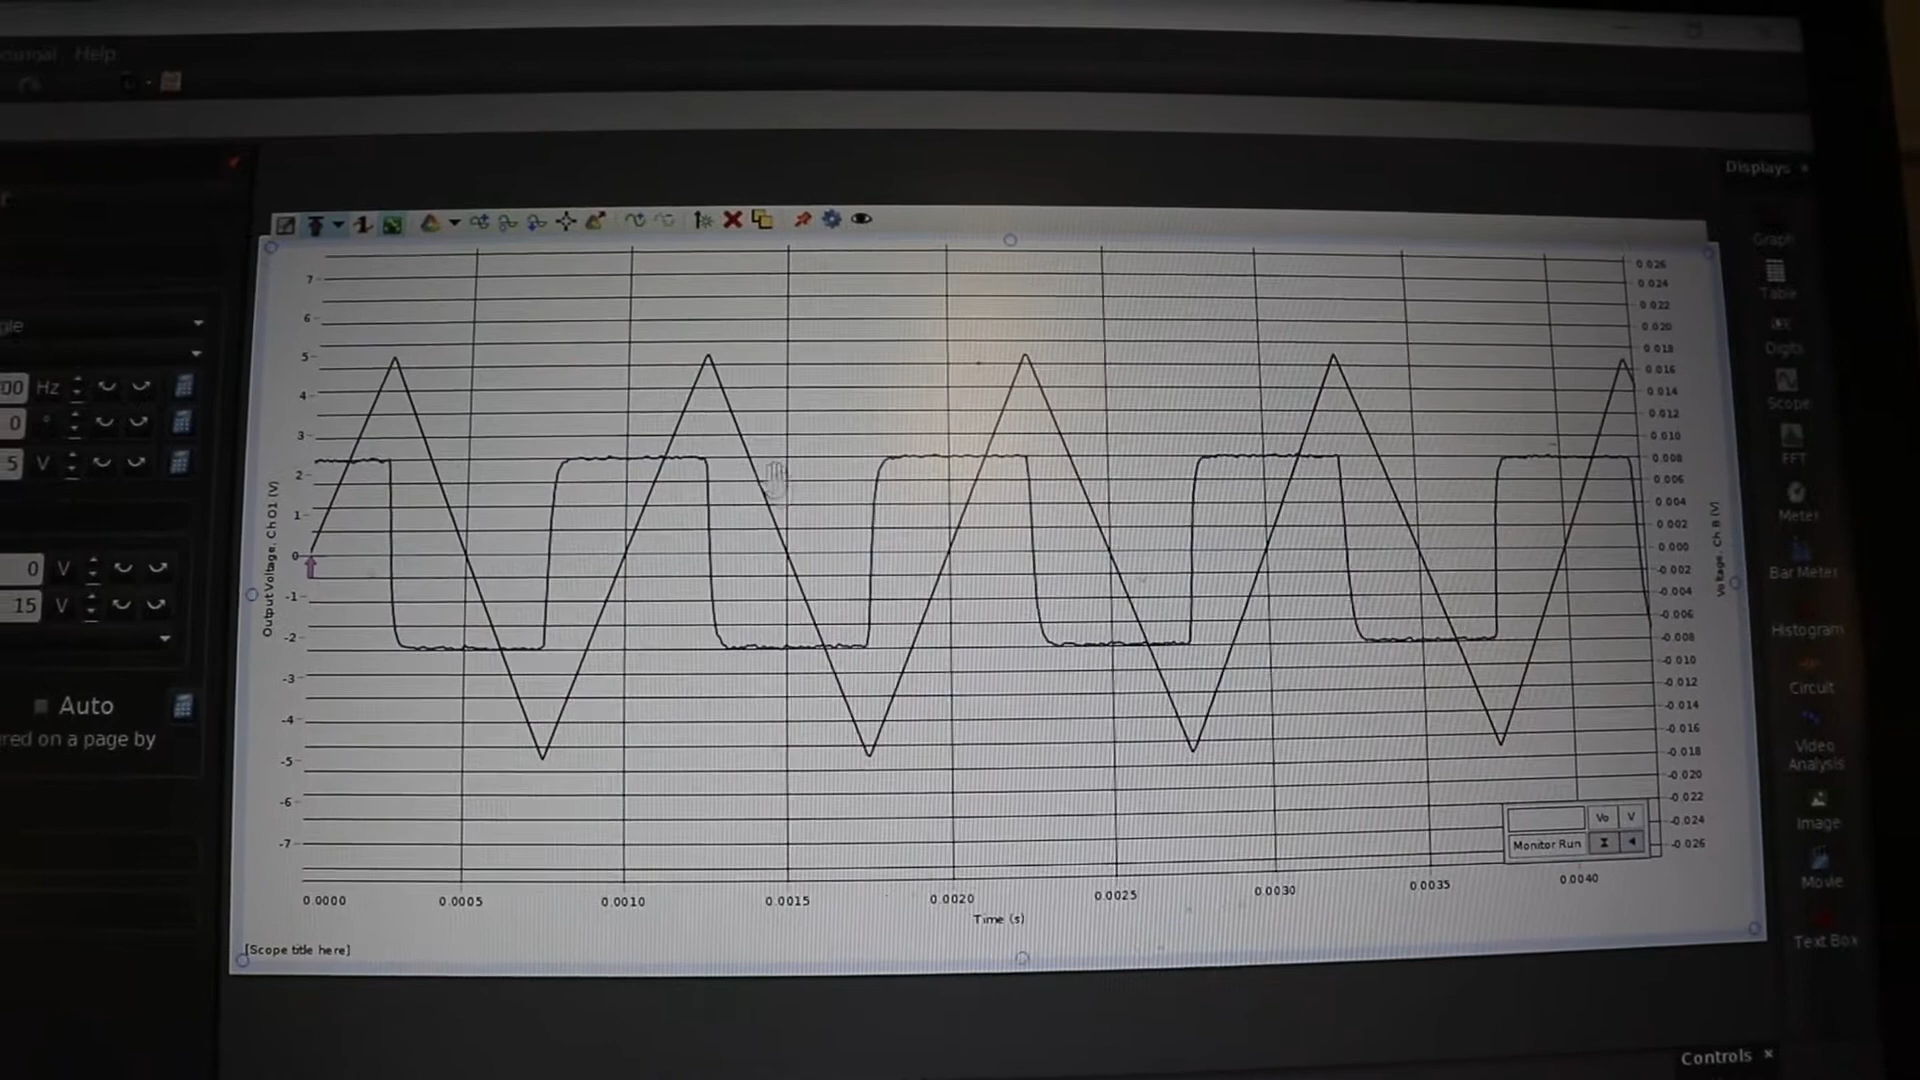 Help
Displays
Graph
Table
Digits
Scope
FFT
Meter
Bar Meter
Histogram
Circuit
Video
Analysis
Image
Movie
Text Box
00 Hz
0 °
5 V
0 V
15 V
Auto
red on a page by
Output Voltage, Ch O1 (V)
7
6
5
4
3
2
1
0
-1
-2
-3
-4
-5
-6
-7
0.026
0.024
0.022
0.020
0.018
0.016
0.014
0.012
0.010
0.008
0.006
0.004
0.002
0.000
-0.002
-0.004
-0.006
-0.008
-0.010
-0.012
-0.014
-0.016
-0.018
-0.020
-0.022
-0.024
-0.026
Voltage, Ch B (V)
Vo V
Monitor Run
0.0000 0.0005 0.0010 0.0015 0.0020 0.0025 0.0030 0.0035 0.0040
Time (s)
[Scope title here]
Controls